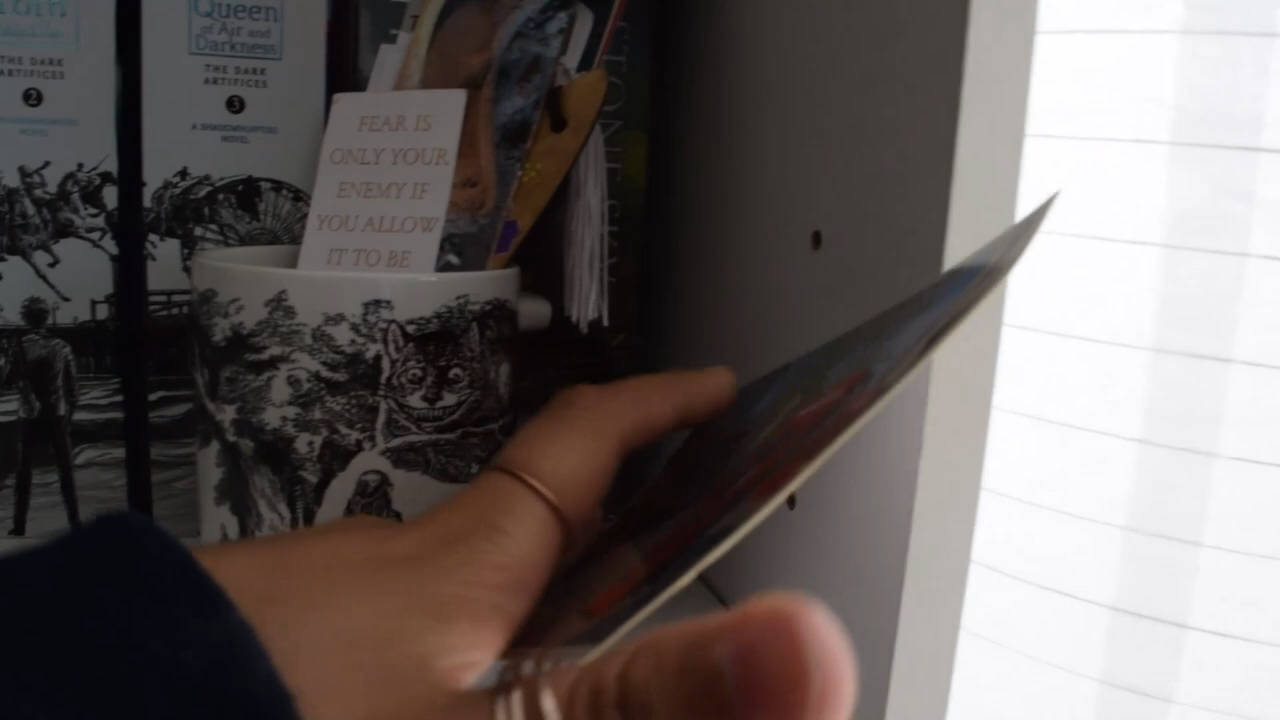 Queen
of Air and
Darkness
THE DARK
ARTIFICES
2
THE DARK
ARTIFICES
3
A SHADOWHUNTERS
NOVEL
FEAR IS
ONLY YOUR
ENEMY IF
YOU ALLOW
IT TO BE